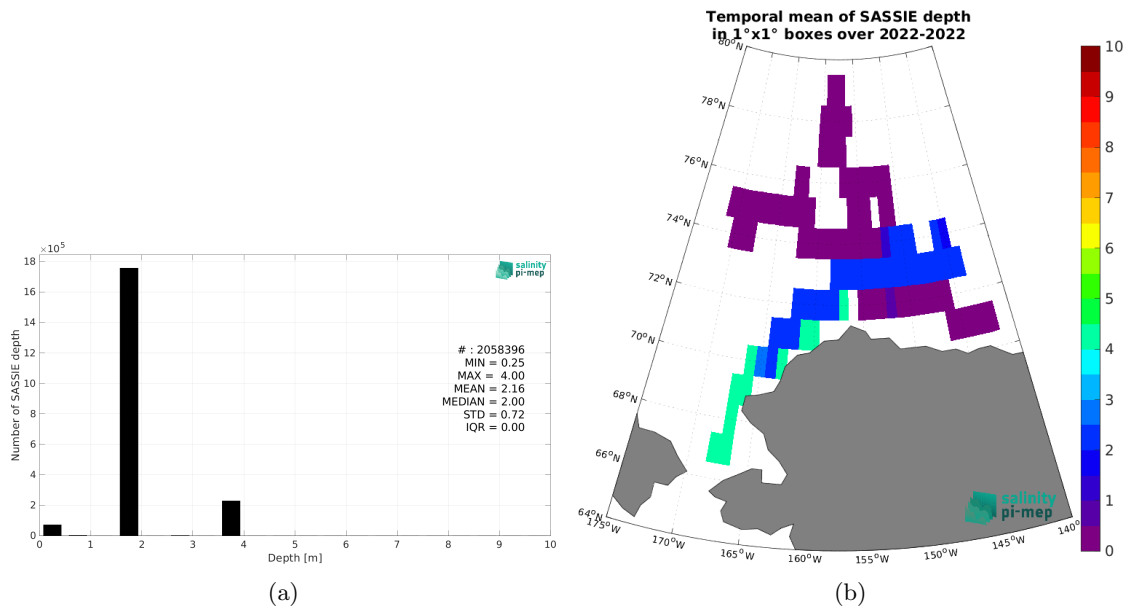 ×10⁵
18
16
14
12
10
8
6
4
2
0
Number of SASSIE depth
0 1 2 3 4 5 6 7 8 9 10
Depth [m]
salinity
pi-mep
# : 2058396
MIN = 0.25
MAX = 4.00
MEAN = 2.16
MEDIAN = 2.00
STD = 0.72
IQR = 0.00
(a)
Temporal mean of SASSIE depth
in 1°x1° boxes over 2022-2022
80°N
78°N
76°N
74°N
72°N
70°N
68°N
66°N
64°N
175°W
170°W
165°W
160°W
155°W
150°W
145°W
140°
salinity
pi-mep
10
9
8
7
6
5
4
3
2
1
0
(b)